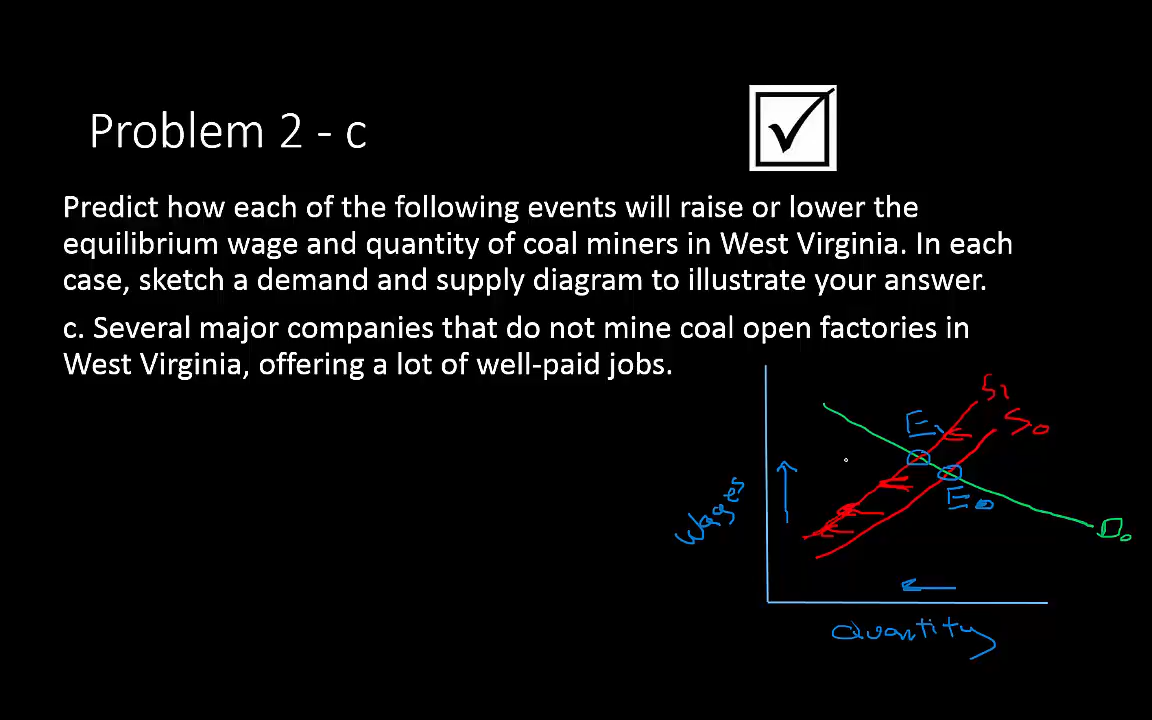 Problem 2 - c
Predict how each of the following events will raise or lower the
equilibrium wage and quantity of coal miners in West Virginia. In each
case, sketch a demand and supply diagram to illustrate your answer.
c. Several major companies that do not mine coal open factories in
West Virginia, offering a lot of well-paid jobs.
S1
S0
E1
E0
Wages
D0
Quantity